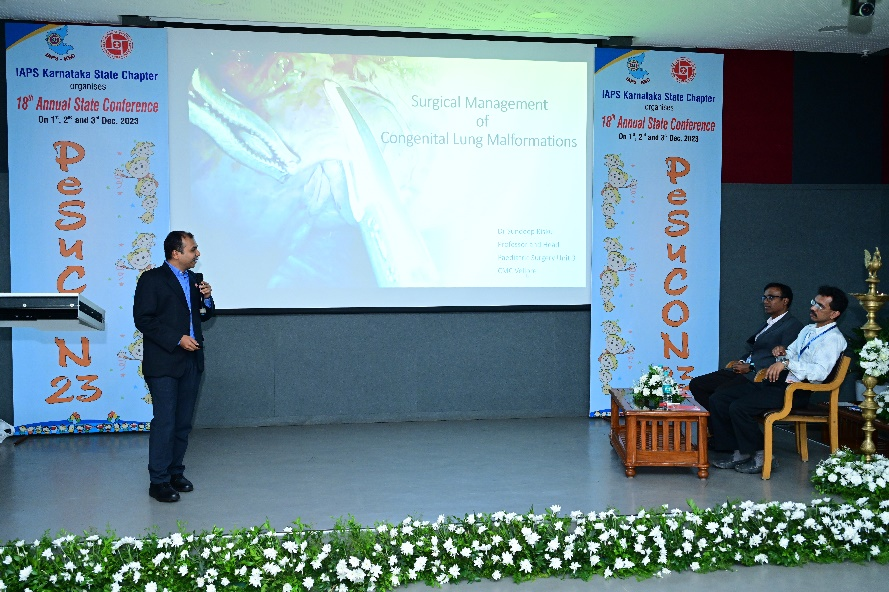 IAPS Karnataka State Chapter
organises
18th Annual State Conference
On 1st, 2nd and 3rd Dec. 2023
PeSuCON
23
Surgical Management
of
Congenital Lung Malformations
Dr Sundeep Kisku
Professor and Head
Paediatric Surgery Unit
CMC Vellore
IAPS Karnataka State Chapter
organises
18th Annual State Conference
On 1st, 2nd and 3rd Dec. 2023
PeSuCON